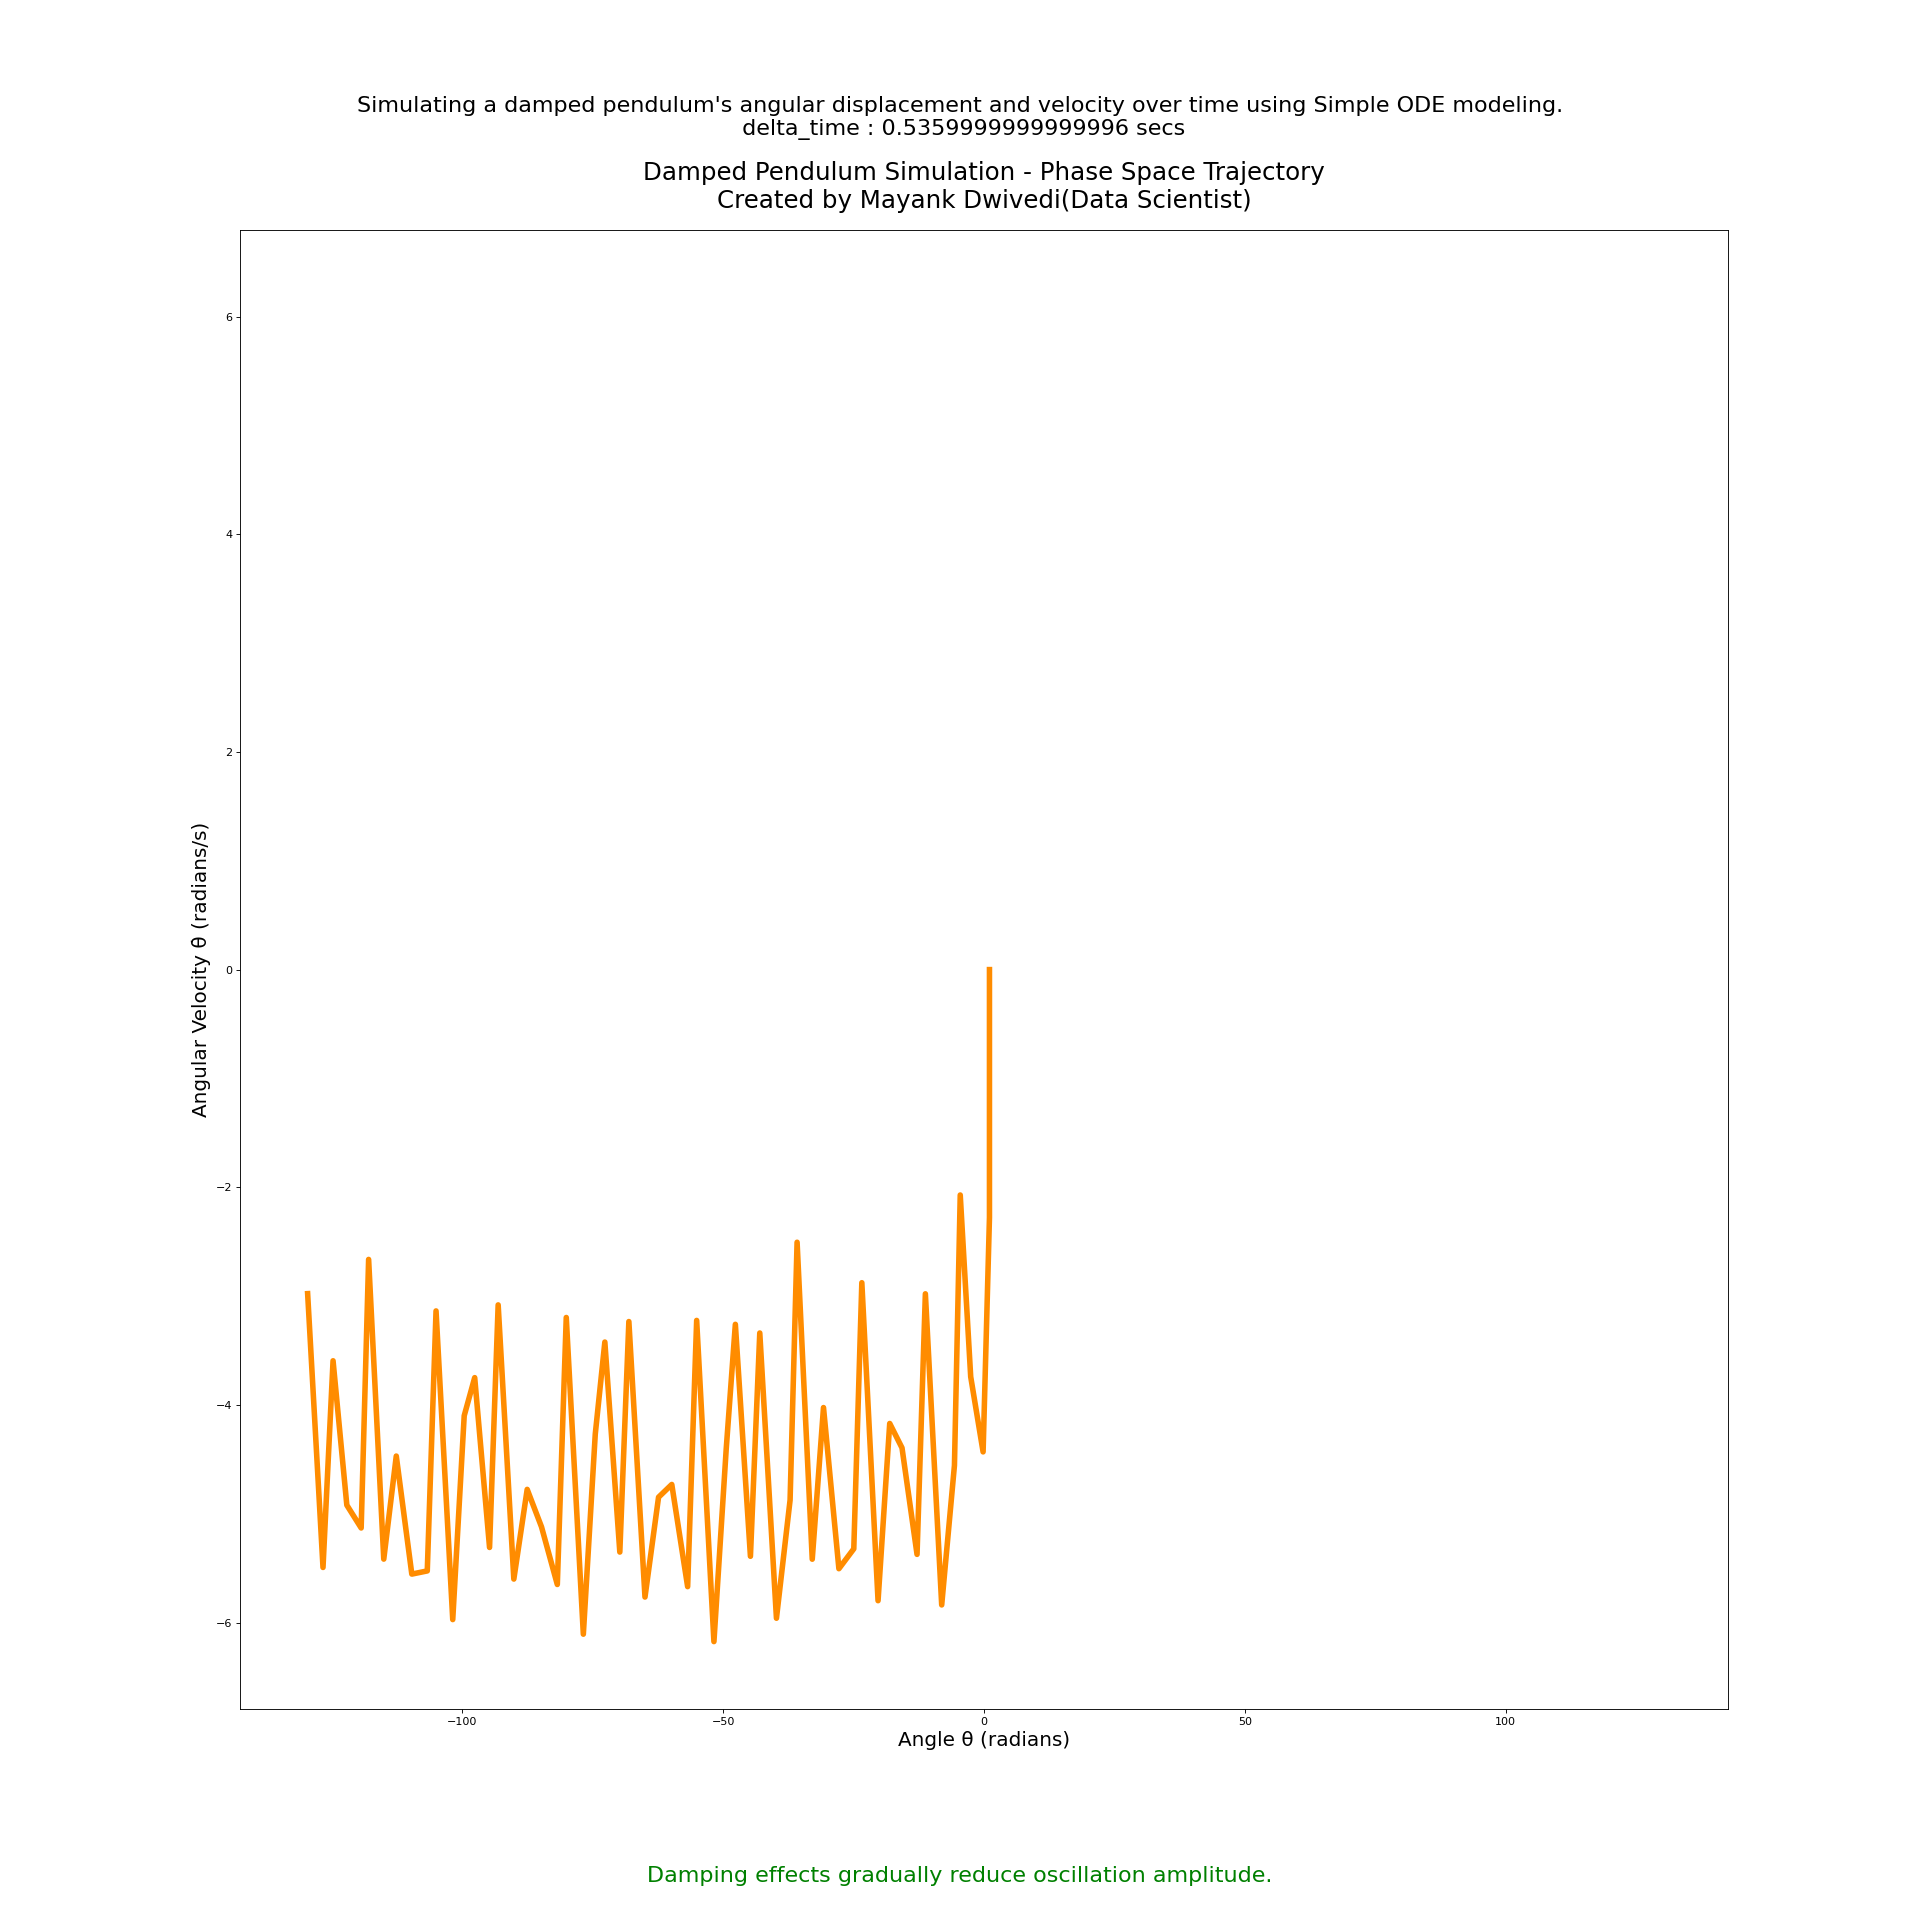 Simulating a damped pendulum's angular displacement and velocity over time using Simple ODE modeling.
delta_time : 0.5359999999999996 secs
Damped Pendulum Simulation - Phase Space Trajectory
Created by Mayank Dwivedi(Data Scientist)
6
4
2
0
−2
−4
−6
Angular Velocity θ̇ (radians/s)
−100
−50
0
50
100
Angle θ (radians)
Damping effects gradually reduce oscillation amplitude.